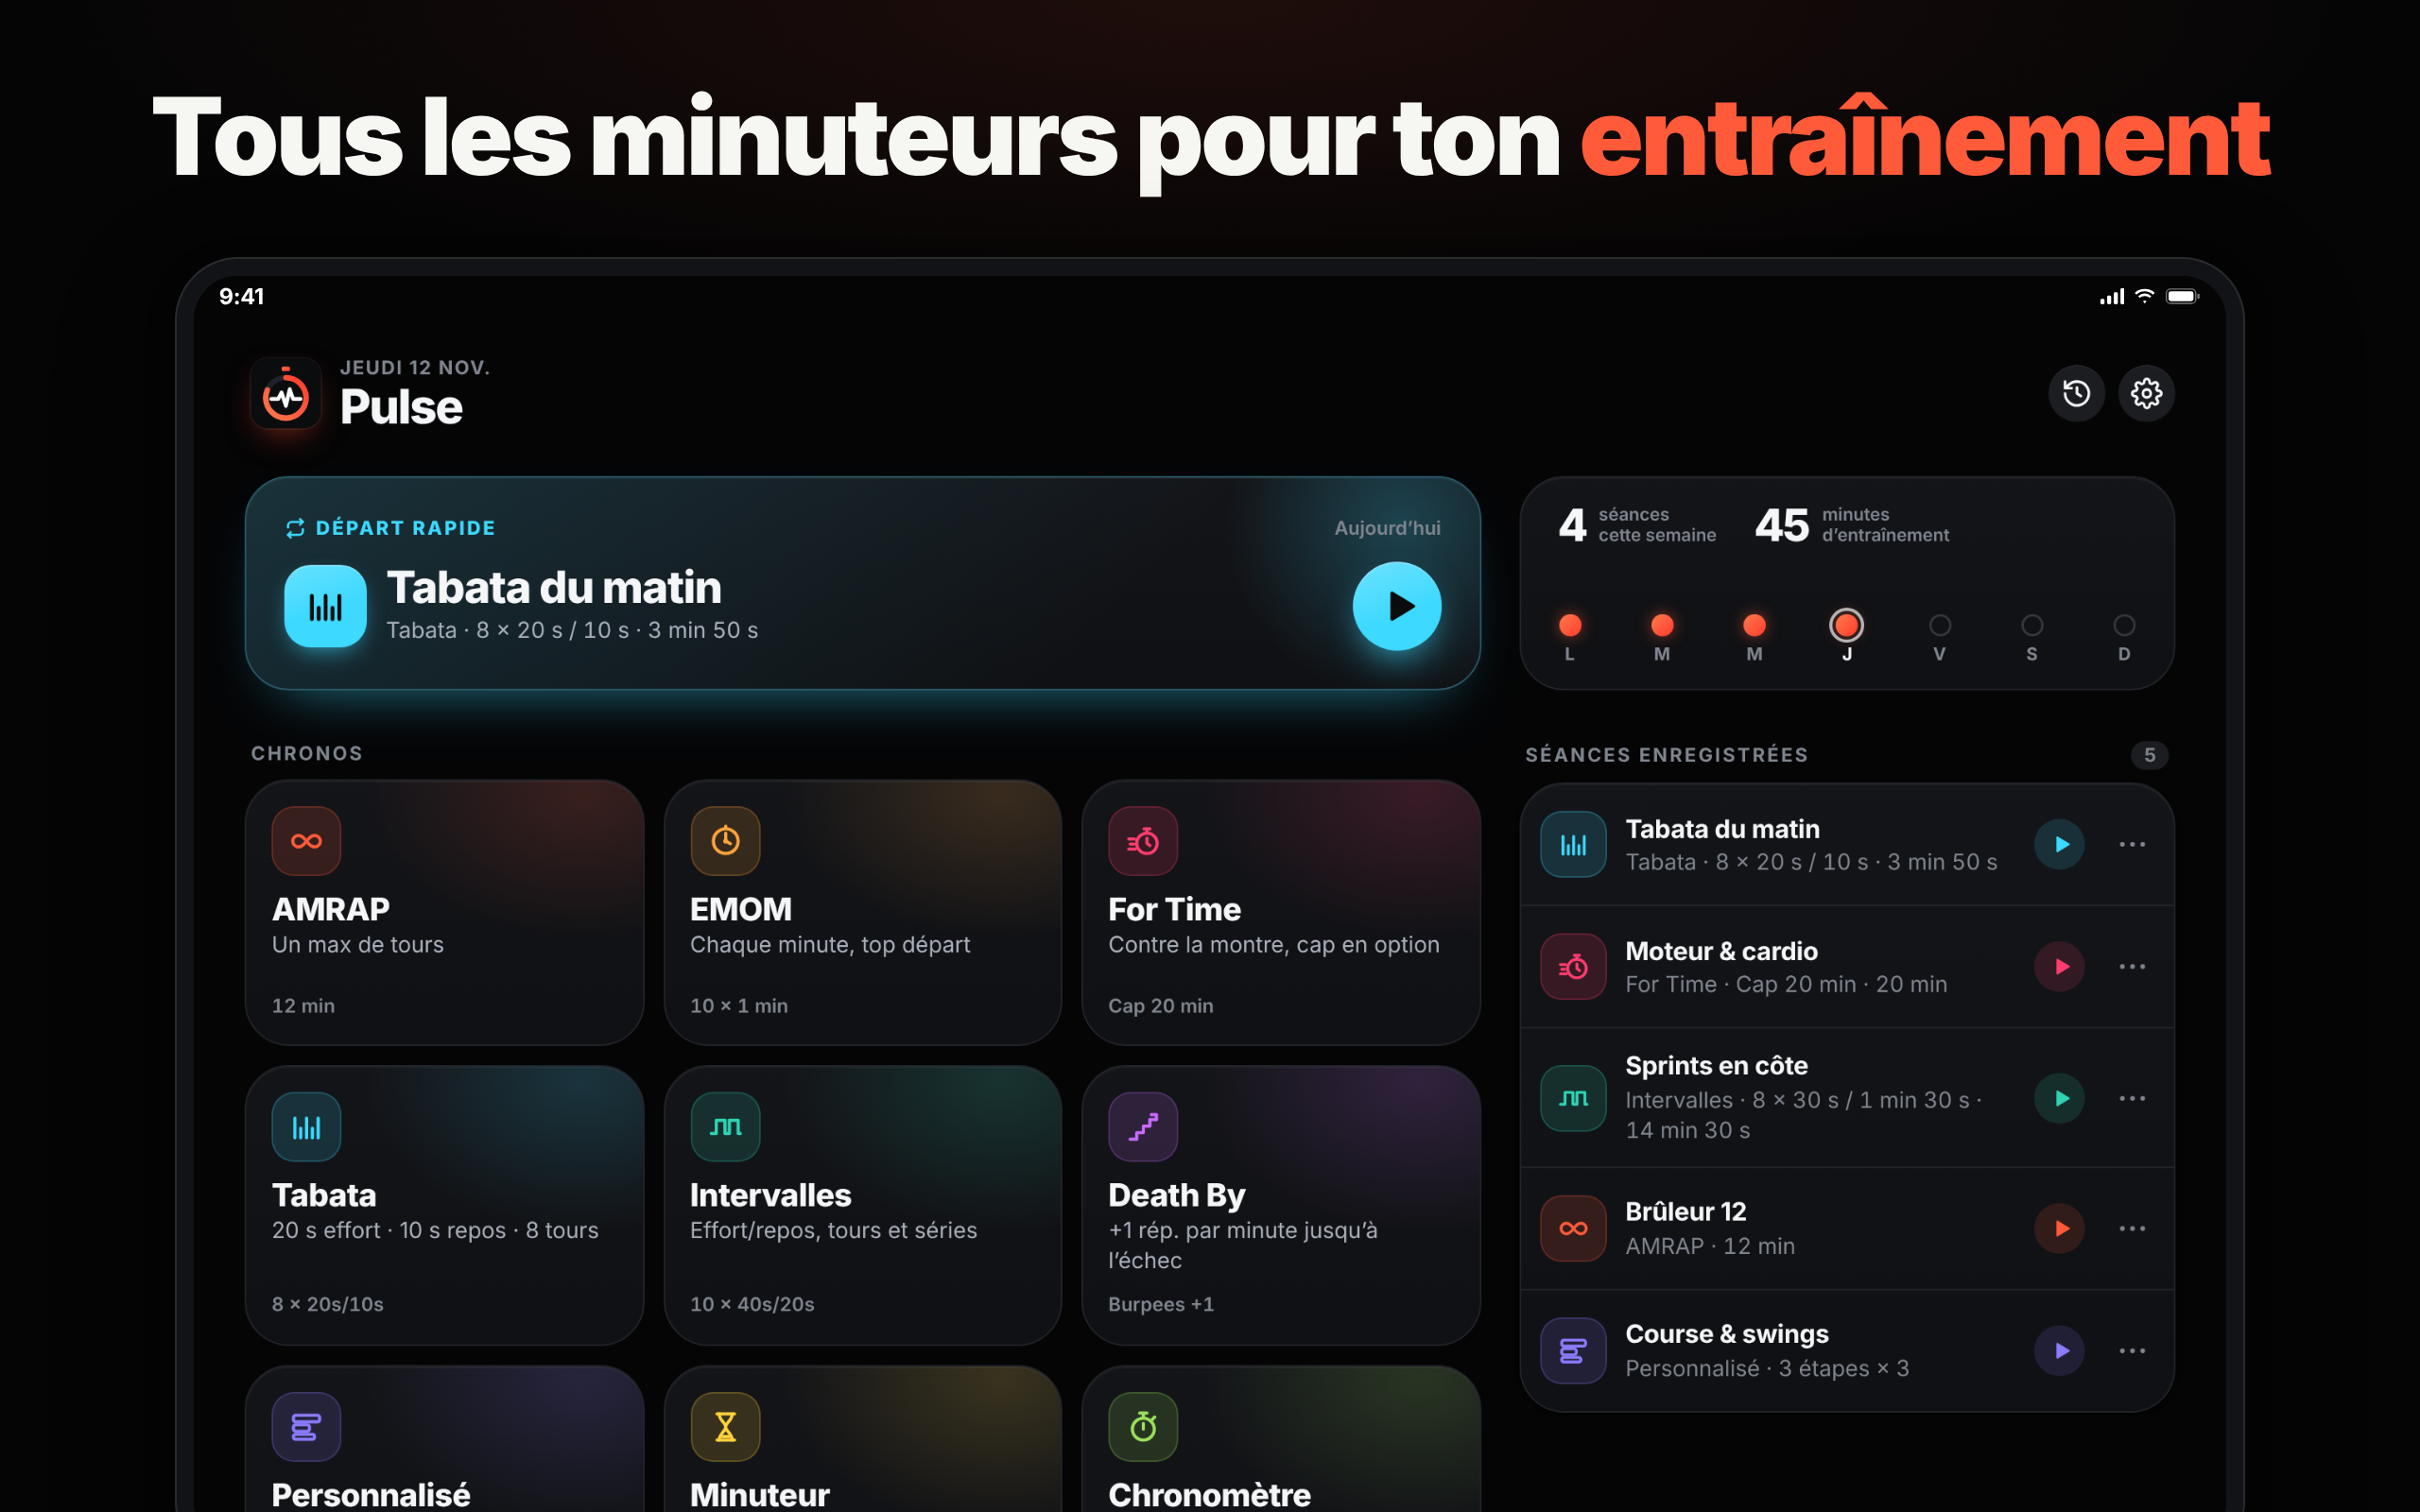 Tous les minuteurs pour ton entraînement
9:41
JEUDI 12 NOV.
Pulse
DÉPART RAPIDE
Aujourd’hui
Tabata du matin
Tabata · 8 × 20 s / 10 s · 3 min 50 s
4 séances
cette semaine
45 minutes
d’entraînement
L M M J V S D
CHRONOS
AMRAP
Un max de tours
12 min
EMOM
Chaque minute, top départ
10 × 1 min
For Time
Contre la montre, cap en option
Cap 20 min
Tabata
20 s effort · 10 s repos · 8 tours
8 × 20s/10s
Intervalles
Effort/repos, tours et séries
10 × 40s/20s
Death By
+1 rép. par minute jusqu’à
l’échec
Burpees +1
Personnalisé
Minuteur
Chronomètre
SÉANCES ENREGISTRÉES
5
Tabata du matin
Tabata · 8 × 20 s / 10 s · 3 min 50 s
Moteur & cardio
For Time · Cap 20 min · 20 min
Sprints en côte
Intervalles · 8 × 30 s / 1 min 30 s ·
14 min 30 s
Brûleur 12
AMRAP · 12 min
Course & swings
Personnalisé · 3 étapes × 3